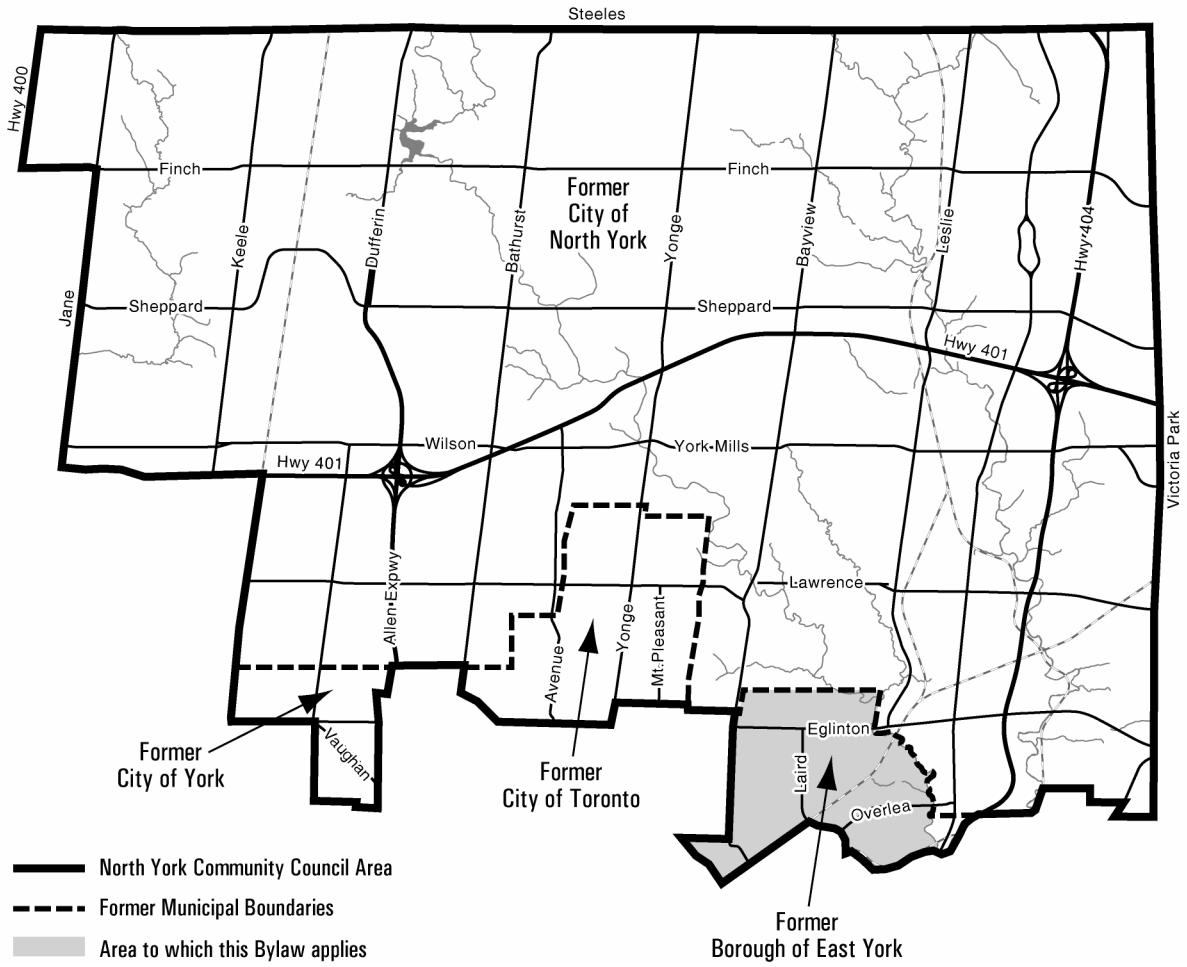 Steeles
Hwy 400
Finch
Finch
Former
City of
North York
Keele
Dufferin
Bathurst
Yonge
Bayview
Leslie
Hwy 404
Jane
Sheppard
Sheppard
Hwy 401
Wilson
York Mills
Hwy 401
Victoria Park
Allen Expwy
Lawrence
Avenue
Yonge
Mt. Pleasant
Former
City of York
Vaughan
Former
City of Toronto
Eglinton
Laird
Overlea
North York Community Council Area
Former Municipal Boundaries
Area to which this Bylaw applies
Former
Borough of East York